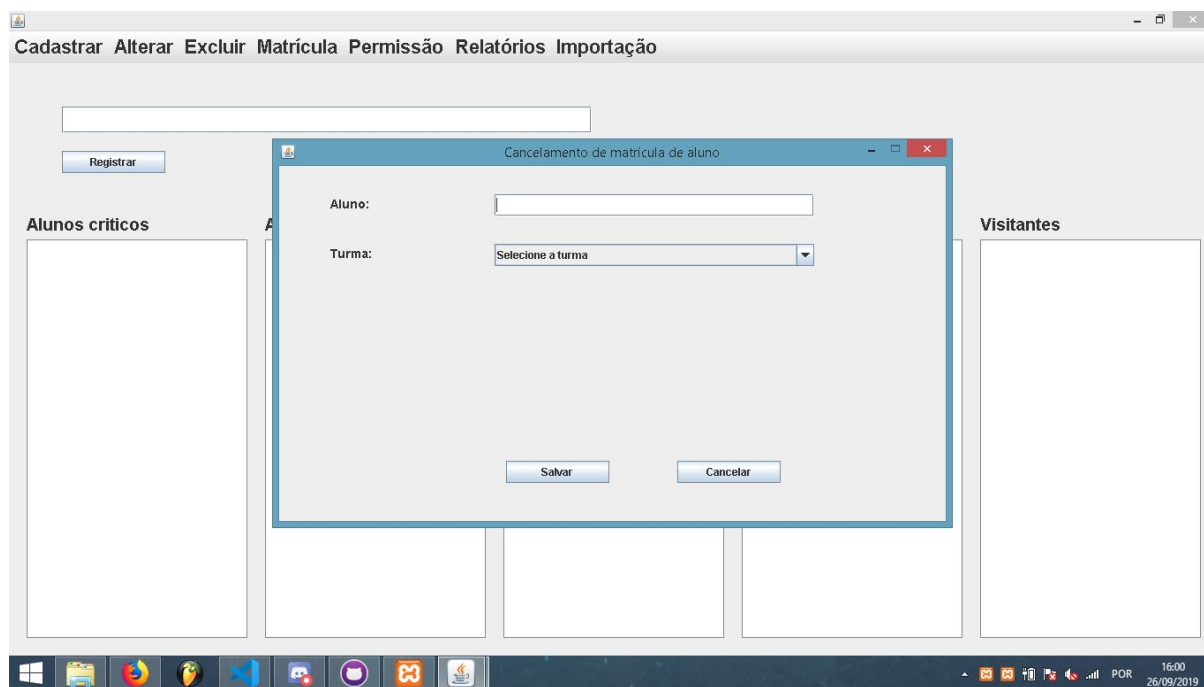 Cadastrar Alterar Excluir Matrícula Permissão Relatórios Importação
Registrar
Cancelamento de matricula de aluno
Aluno:
Turma:
Selecione a turma
Salvar
Cancelar
Alunos criticos
Visitantes
POR
16:00
26/09/2019